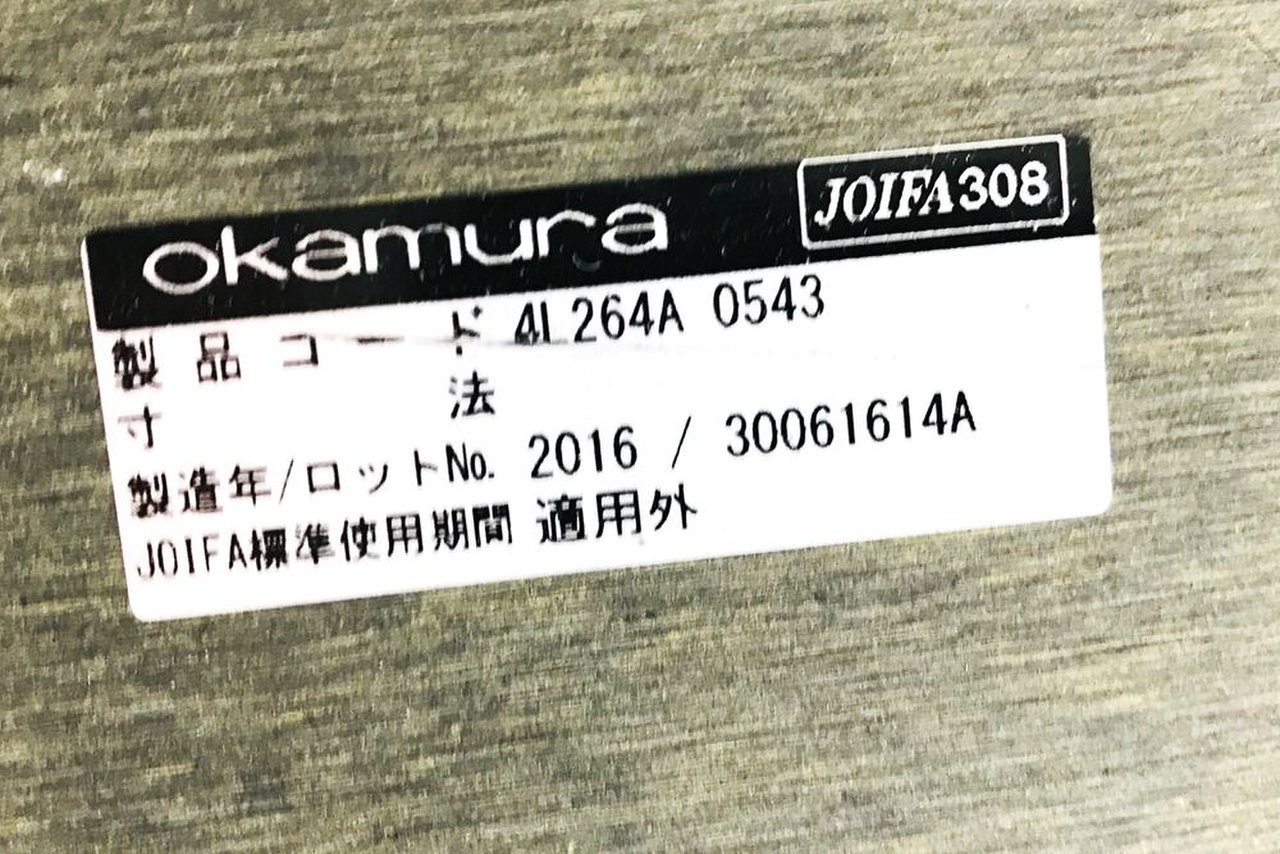 okamura JOIFA308
製品コード 4L264A 0543
寸法
製造年/ロットNo. 2016 / 30061614A
JOIFA標準使用期間 適用外